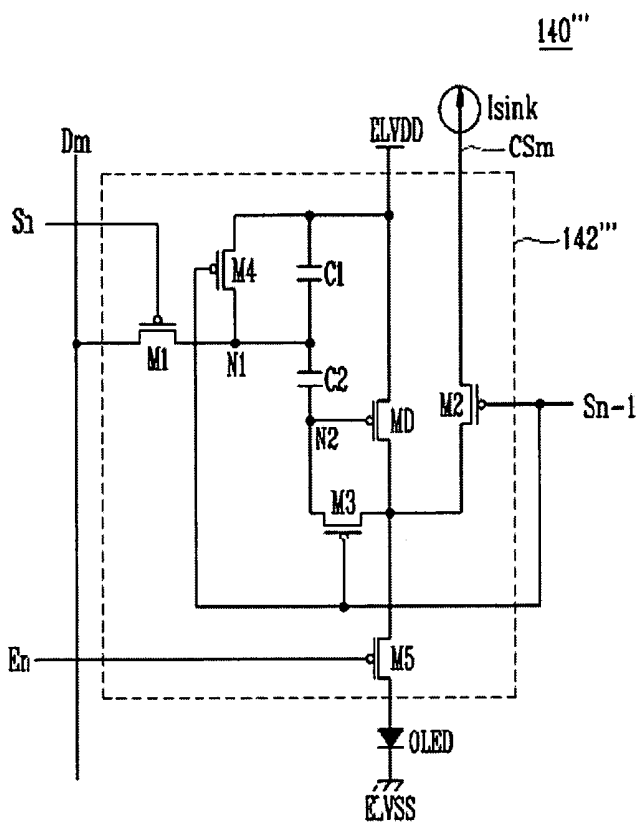 140'''
Isink
ELVDD
CSm
Dm
Sn
142'''
M4
C1
M1
N1
C2
M2
Sn-1
N2
MD
M3
En
M5
OLED
ELVSS